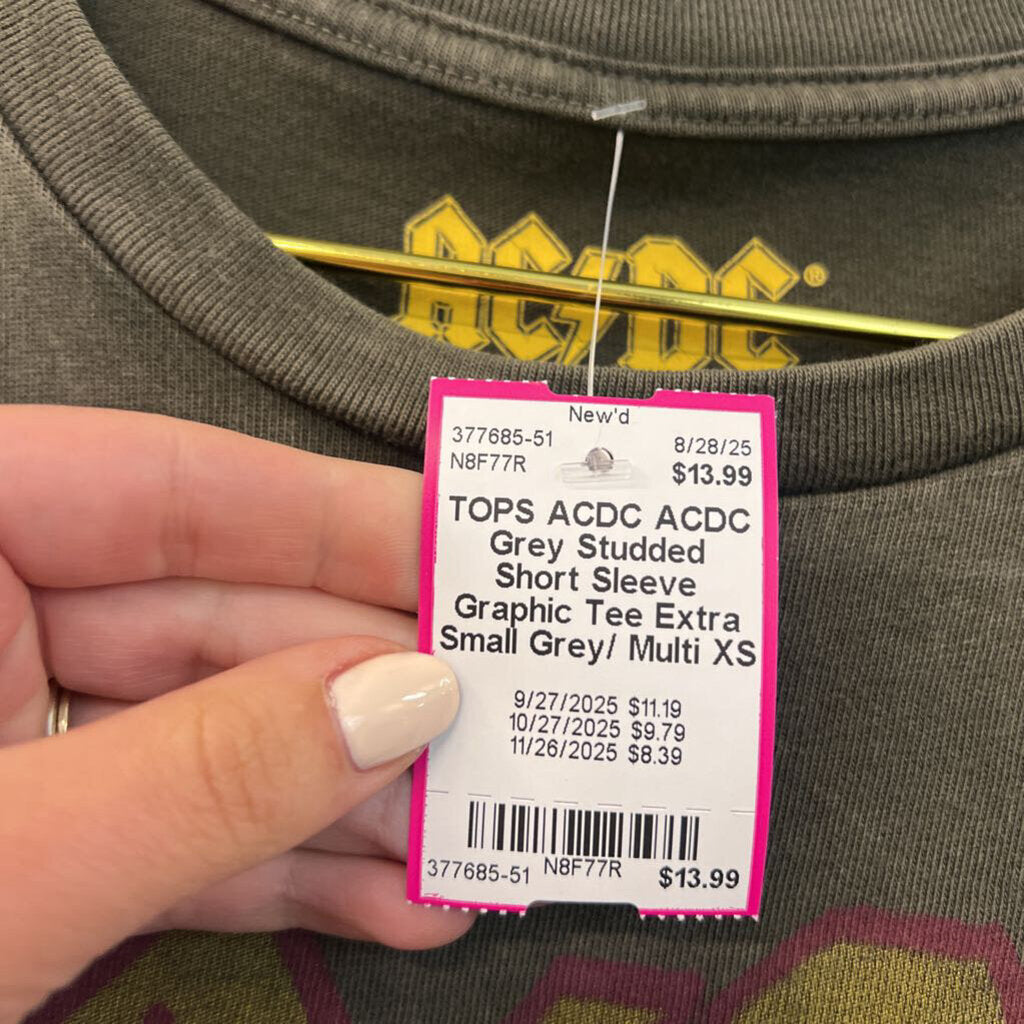 AC/DC®
New'd
377685-51 8/28/25
N8F77R $13.99
TOPS ACDC ACDC
Grey Studded
Short Sleeve
Graphic Tee Extra
Small Grey/ Multi XS
9/27/2025 $11.19
10/27/2025 $9.79
11/26/2025 $8.39
377685-51 N8F77R $13.99